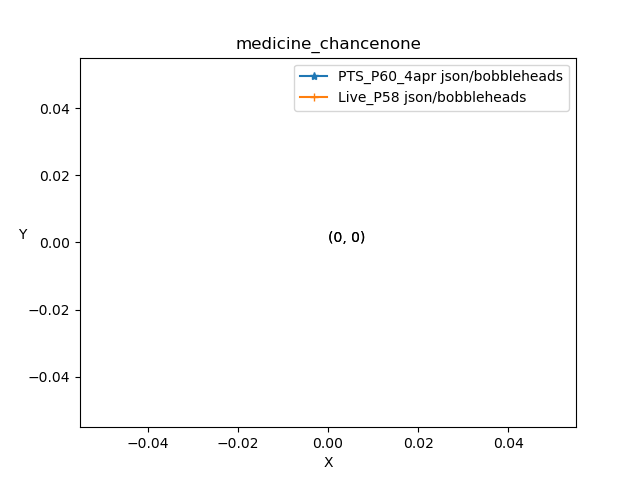 medicine_chancenone
PTS_P60_4apr json/bobbleheads
Live_P58 json/bobbleheads
0.04
0.02
(0, 0)
Y
0.00
−0.02
−0.04
−0.04 −0.02 0.00 0.02 0.04
X